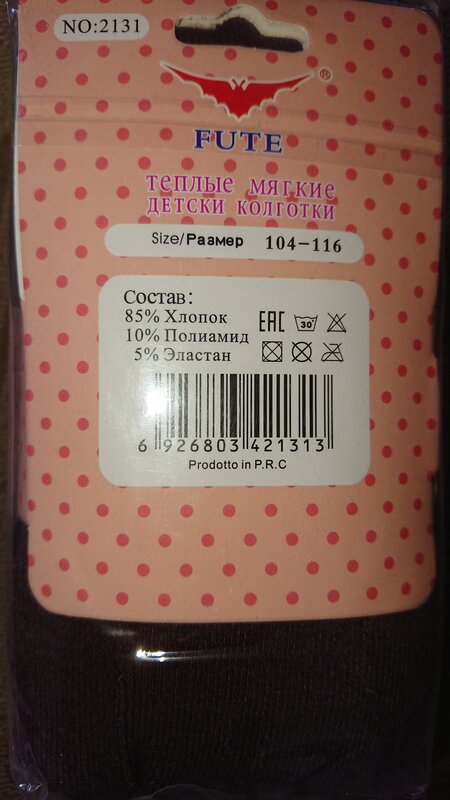 NO:2131
®
FUTE
теплые мягкие
детски колготки
Size/Размер 104-116
Состав:
85% Хлопок
10% Полиамид
5% Эластан
EAC 30
6 926803 421313
Prodotto in P.R.C